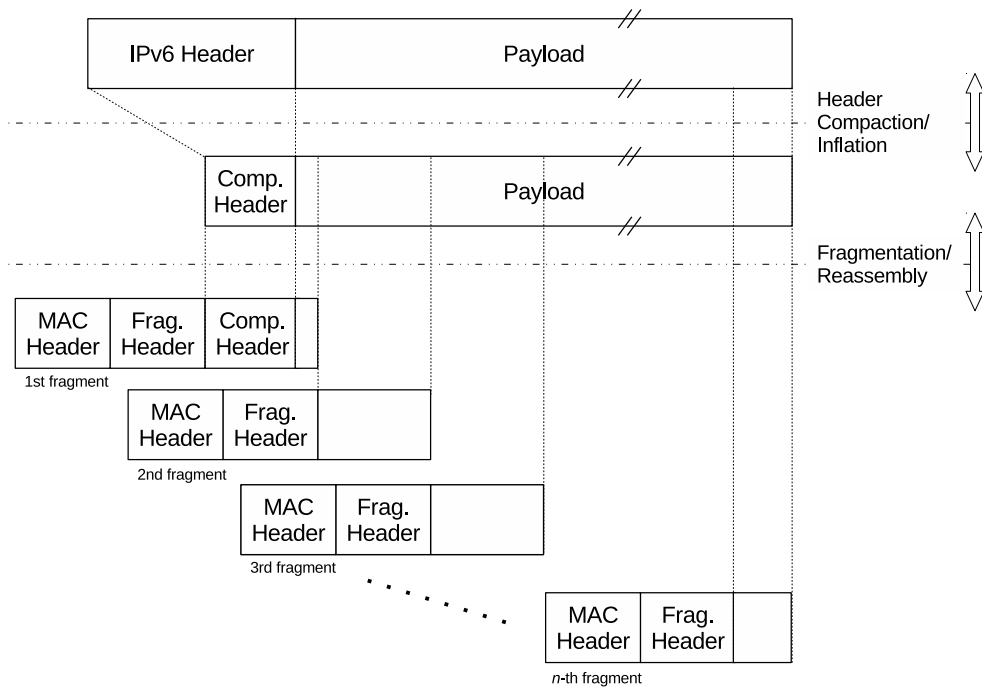 IPv6 Header
Payload
Header
Compaction/
Inflation
Comp.
Header
Payload
Fragmentation/
Reassembly
MAC
Header
Frag.
Header
Comp.
Header
1st fragment
MAC
Header
Frag.
Header
2nd fragment
MAC
Header
Frag.
Header
3rd fragment
MAC
Header
Frag.
Header
n-th fragment